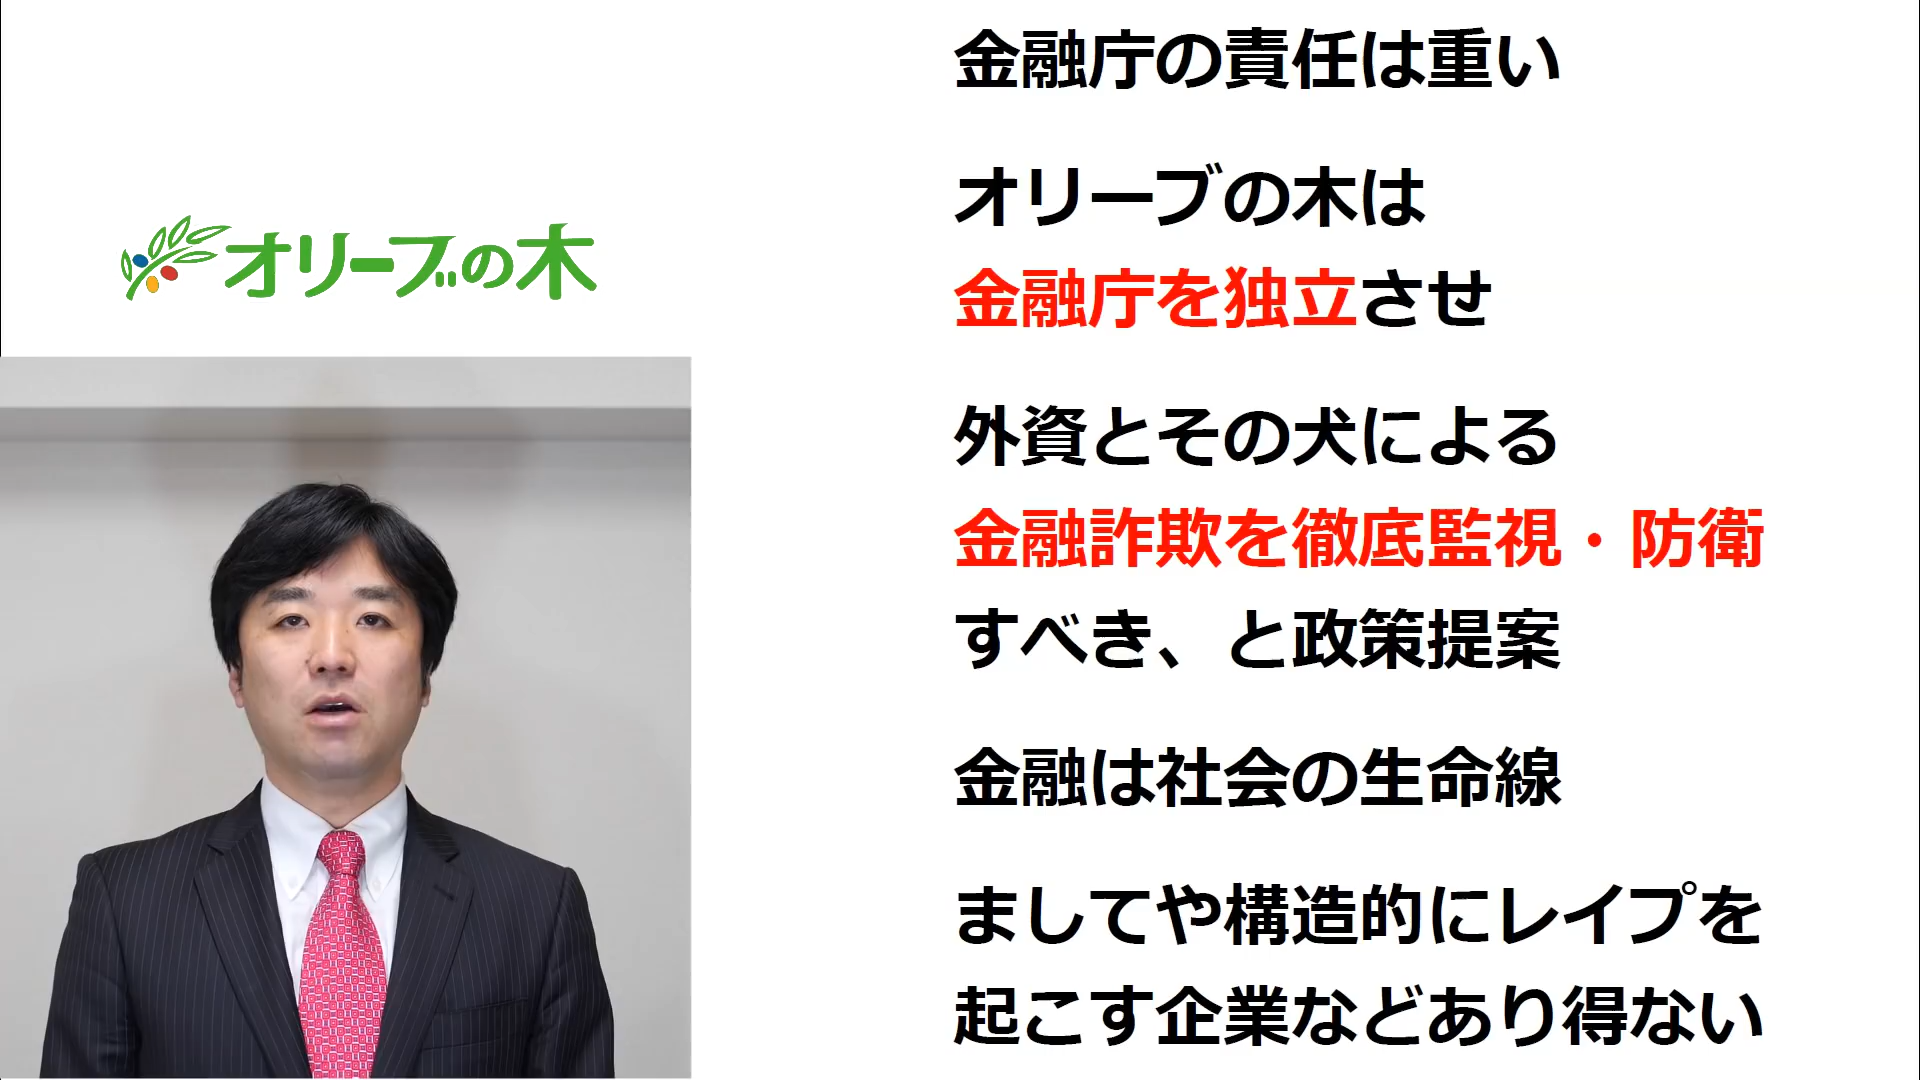 オリーブの木
金融庁の責任は重い
オリーブの木は
金融庁を独立させ
外資とその犬による
金融詐欺を徹底監視・防衛
すべき、と政策提案
金融は社会の生命線
ましてや構造的にレイプを
起こす企業などあり得ない